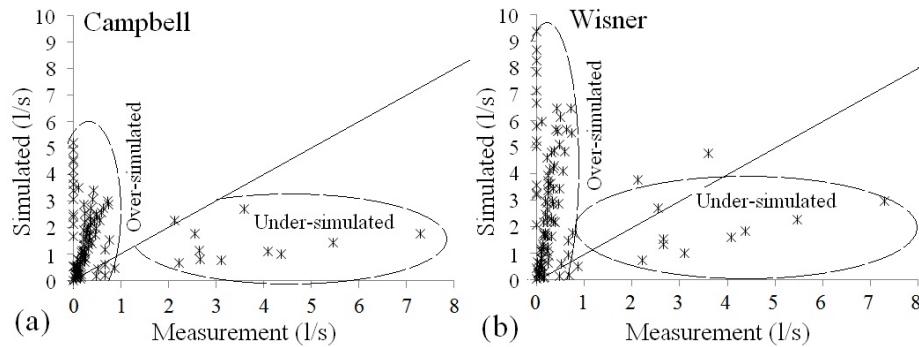 Campbell
Simulated (l/s)
10
9
8
7
6
5
4
3
2
1
0
Over-simulated
Under-simulated
0 1 2 3 4 5 6 7 8
(a) Measurement (l/s)
Wisner
Simulated (l/s)
10
9
8
7
6
5
4
3
2
1
0
Over-simulated
Under-simulated
0 1 2 3 4 5 6 7 8
(b) Measurement (l/s)